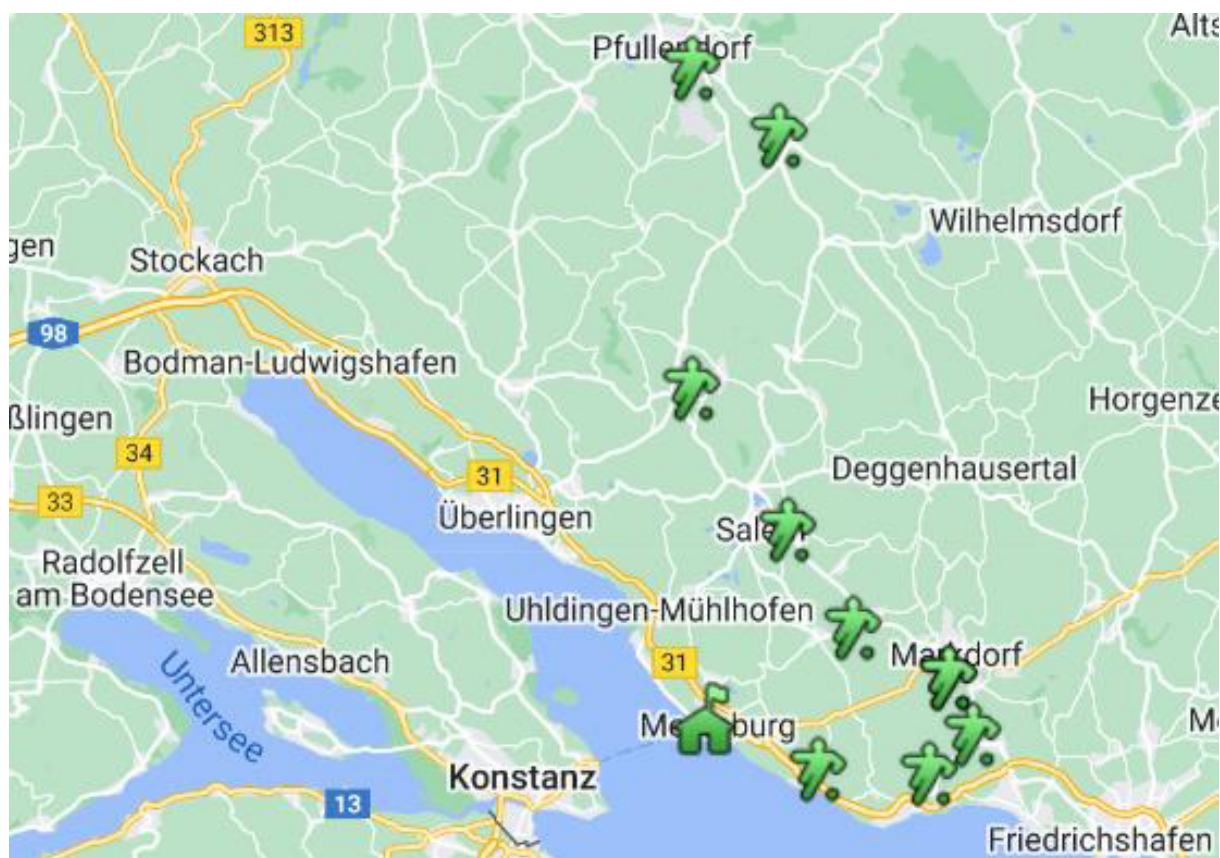 313
Pfullendorf
Wilhelmsdorf
Stockach
98
Bodman-Ludwigshafen
Horgenze
ßlingen
34
31
Deggenhausertal
33
Überlingen
Salem
Radolfzell
am Bodensee
Uhldingen-Mühlhofen
Allensbach
31
Markdorf
Untersee
Meersburg
Konstanz
13
Friedrichshafen
Alts
gen
Me